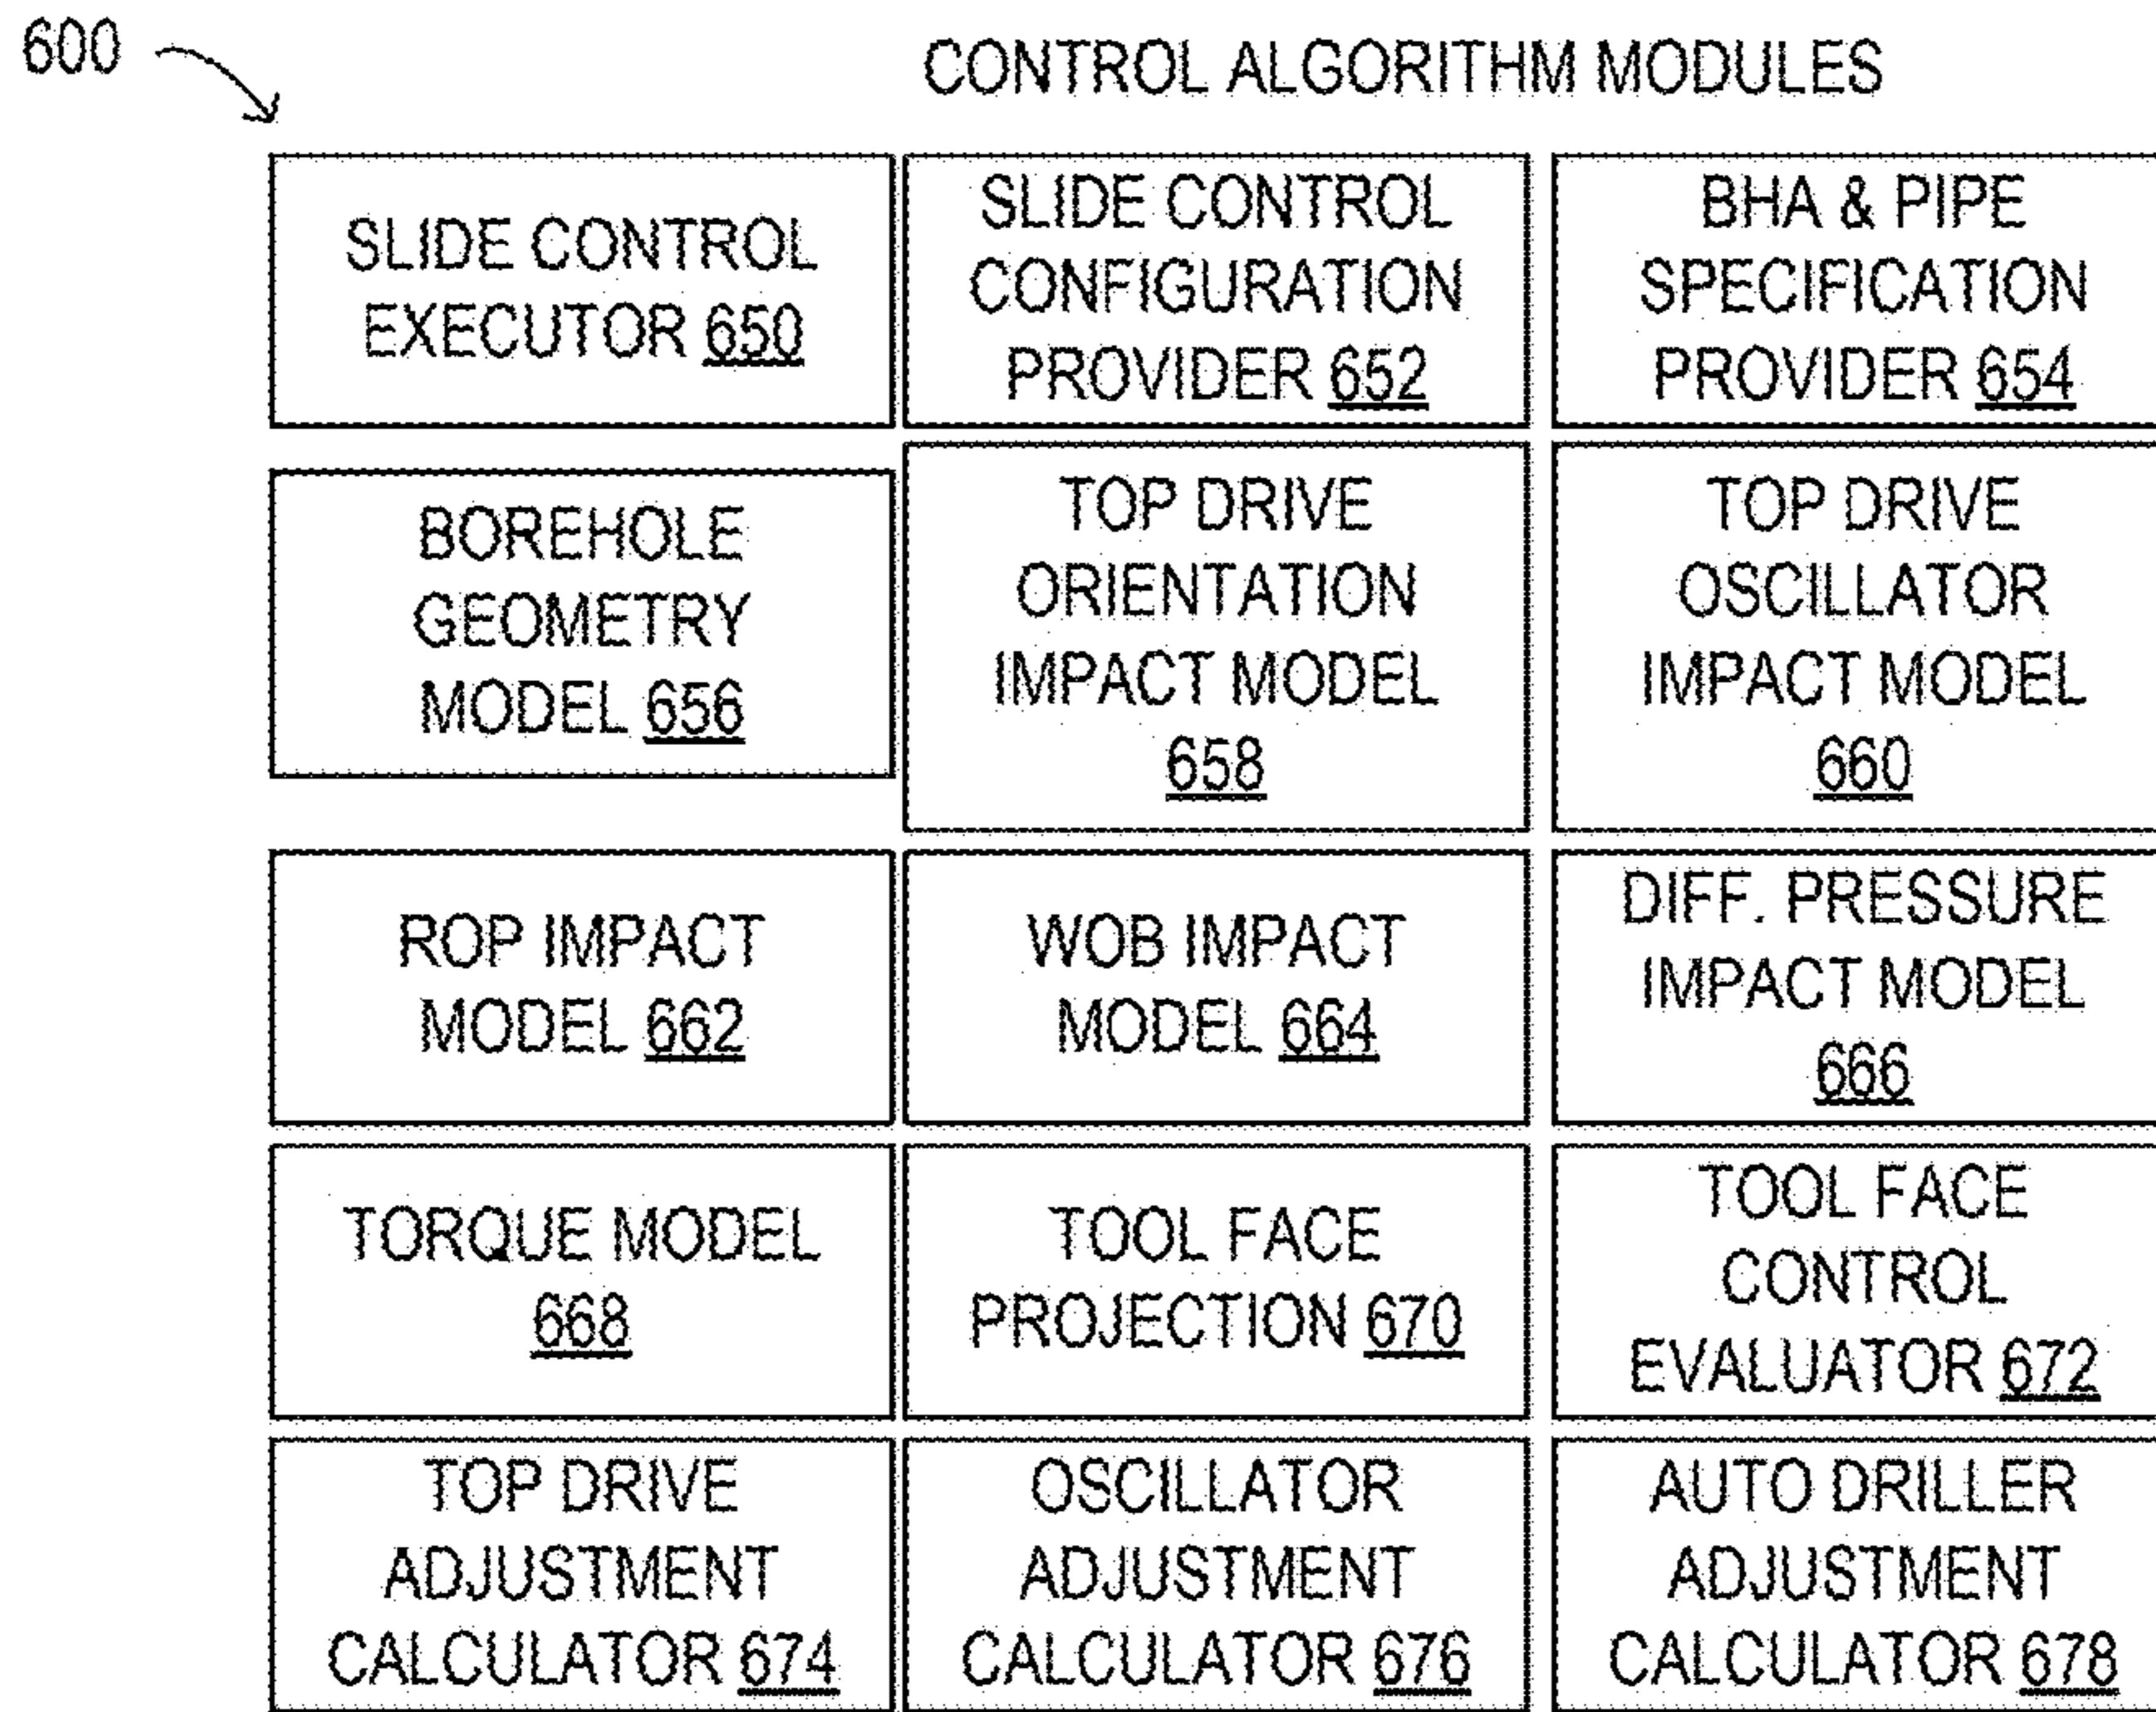 600
CONTROL ALGORITHM MODULES
SLIDE CONTROL
EXECUTOR 650
SLIDE CONTROL
CONFIGURATION
PROVIDER 652
BHA & PIPE
SPECIFICATION
PROVIDER 654
BOREHOLE
GEOMETRY
MODEL 656
TOP DRIVE
ORIENTATION
IMPACT MODEL
658
TOP DRIVE
OSCILLATOR
IMPACT MODEL
660
ROP IMPACT
MODEL 662
WOB IMPACT
MODEL 664
DIFF. PRESSURE
IMPACT MODEL
666
TORQUE MODEL
668
TOOL FACE
PROJECTION 670
TOOL FACE
CONTROL
EVALUATOR 672
TOP DRIVE
ADJUSTMENT
CALCULATOR 674
OSCILLATOR
ADJUSTMENT
CALCULATOR 676
AUTO DRILLER
ADJUSTMENT
CALCULATOR 678